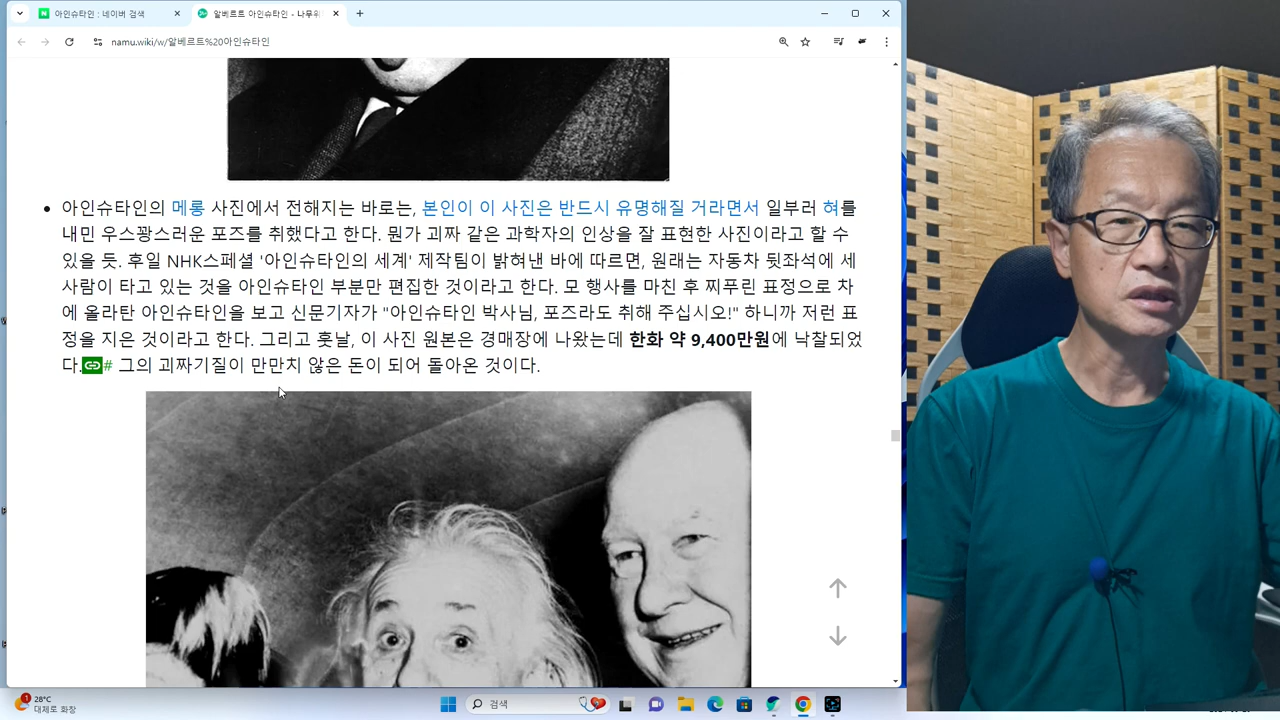 아인슈타인 : 네이버 검색
알베르트 아인슈타인 - 나무위
namu.wiki/w/알베르트%20아인슈타인
아인슈타인의 메롱 사진에서 전해지는 바로는, 본인이 이 사진은 반드시 유명해질 거라면서 일부러 혀를
내민 우스꽝스러운 포즈를 취했다고 한다. 뭔가 괴짜 같은 과학자의 인상을 잘 표현한 사진이라고 할 수
있을 듯. 후일 NHK스페셜 '아인슈타인의 세계' 제작팀이 밝혀낸 바에 따르면, 원래는 자동차 뒷좌석에 세
사람이 타고 있는 것을 아인슈타인 부분만 편집한 것이라고 한다. 모 행사를 마친 후 찌푸린 표정으로 차
에 올라탄 아인슈타인을 보고 신문기자가 "아인슈타인 박사님, 포즈라도 취해 주십시오!" 하니까 저런 표
정을 지은 것이라고 한다. 그리고 훗날, 이 사진 원본은 경매장에 나왔는데 한화 약 9,400만원에 낙찰되었
다.# 그의 괴짜기질이 만만치 않은 돈이 되어 돌아온 것이다.
1
28°C
대체로 화창
검색